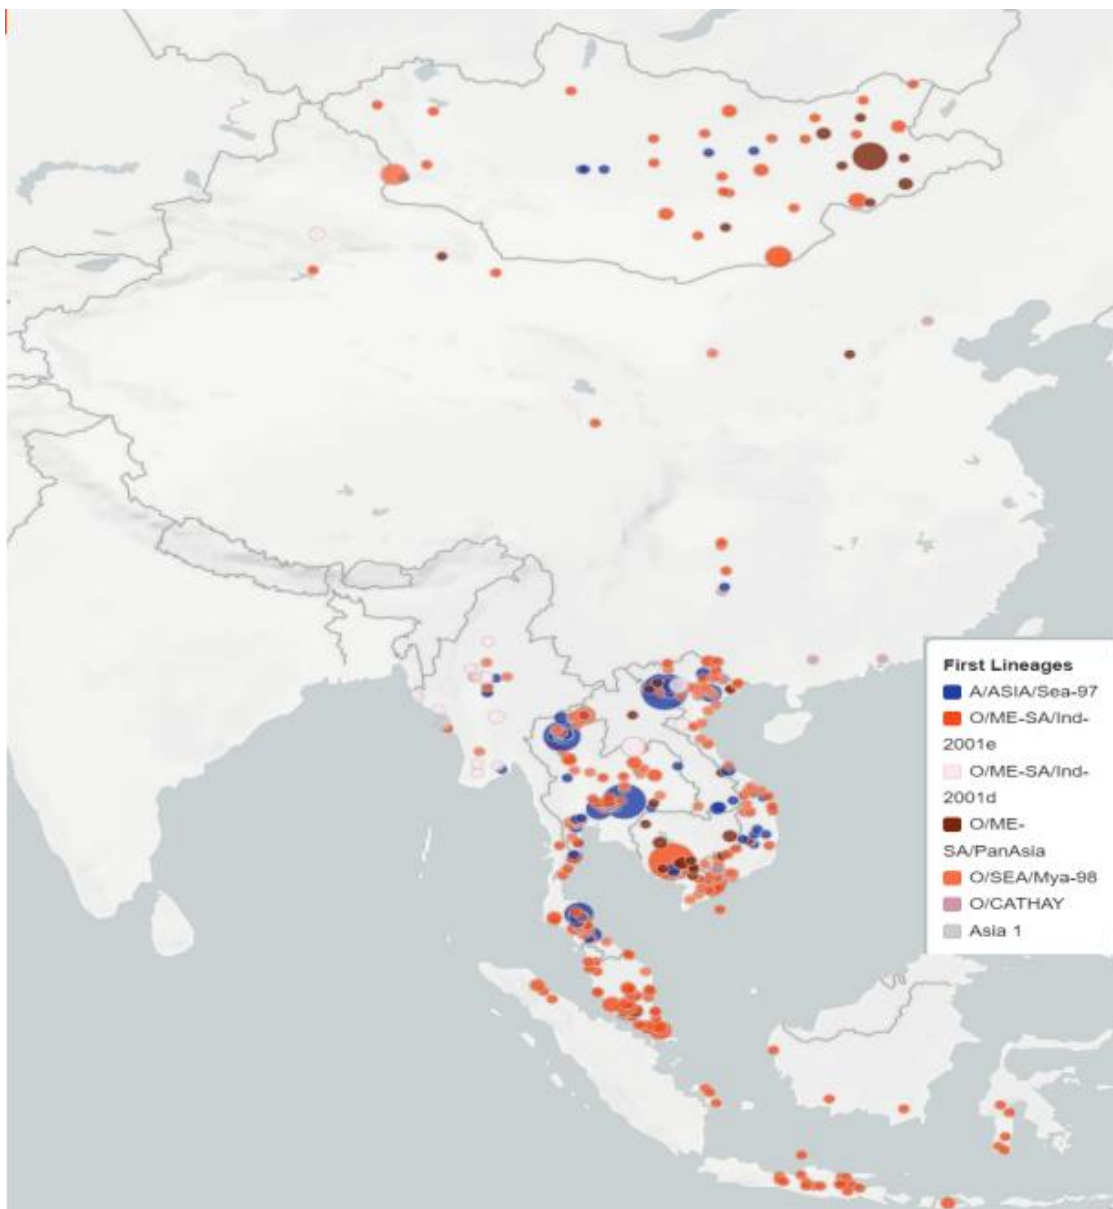 First Lineages
A/ASIA/Sea-97
O/ME-SA/Ind-
2001e
O/ME-SA/Ind-
2001d
O/ME-
SA/PanAsia
O/SEA/Mya-98
O/CATHAY
Asia 1